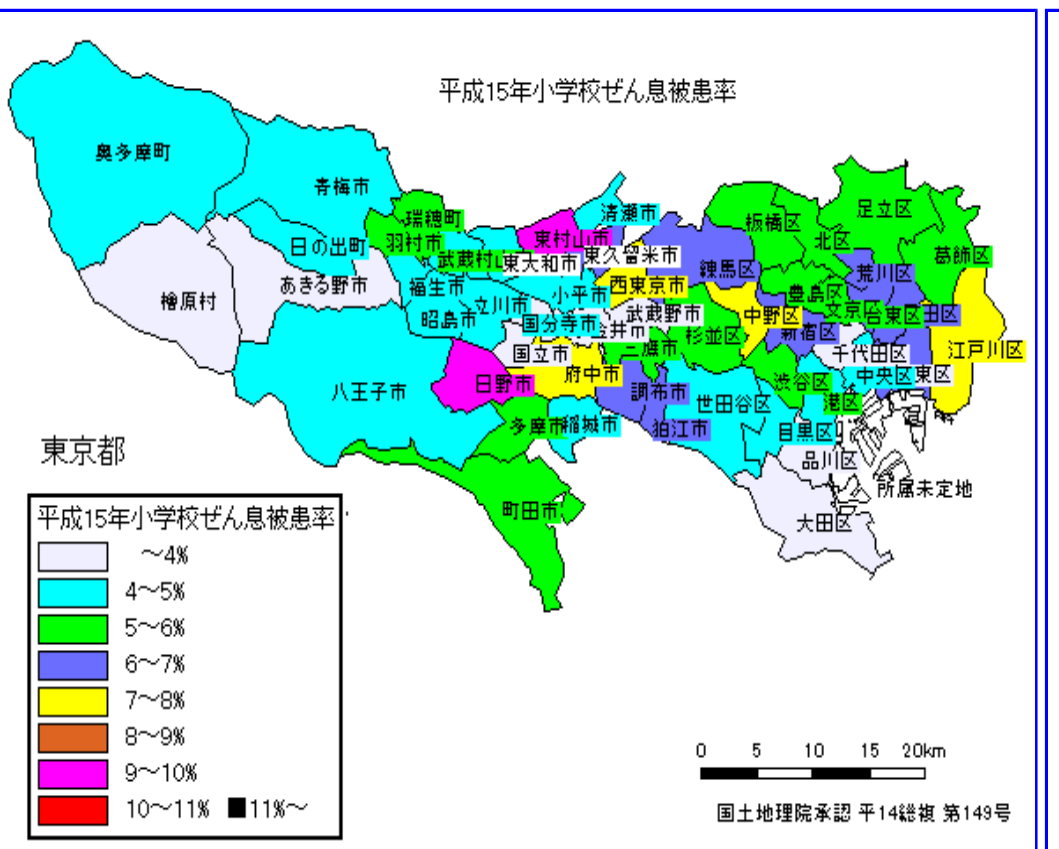 平成15年小学校ぜん息被患率
奥多摩町
青梅市
瑞穂町
清瀬市
板橋区
足立区
羽村市
東村山市
北区
日の出町
武蔵村山
東大和市
東久留米市
練馬区
荒川区
葛飾区
檜原村
あきる野市
福生市
立川市
小平市
西東京市
豊島区
文京区
台東区
田区
昭島市
国分寺市
武蔵野市
中野区
新宿区
金井市
三鷹市
杉並区
千代田区
江戸川区
国立市
八王子市
日野市
府中市
調布市
世田谷区
渋谷区
中央区
東区
港区
多摩市
稲城市
狛江市
目黒区
東京都
品川区
所属未定地
町田市
大田区
平成15年小学校ぜん息被患率
～4%
4～5%
5～6%
6～7%
7～8%
8～9%
9～10%
10～11% ■11%～
0 5 10 15 20km
国土地理院承認 平14総複 第149号